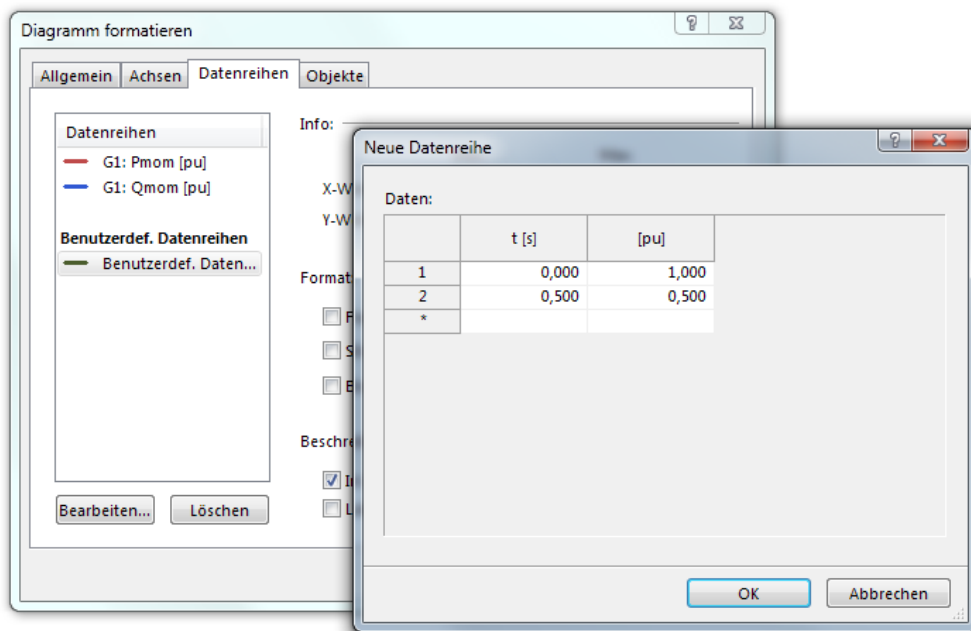 Diagramm formatieren
Allgemein Achsen Datenreihen Objekte
Datenreihen
G1: Pmom [pu]
G1: Qmom [pu]
Benutzerdef. Datenreihen
Benutzerdef. Daten...
Bearbeiten... Löschen
Info:
X-W
Y-W
Format
F
S
E
Beschre
I
L
Neue Datenreihe
Daten:
t [s] [pu]
1 0,000 1,000
2 0,500 0,500
*
OK Abbrechen